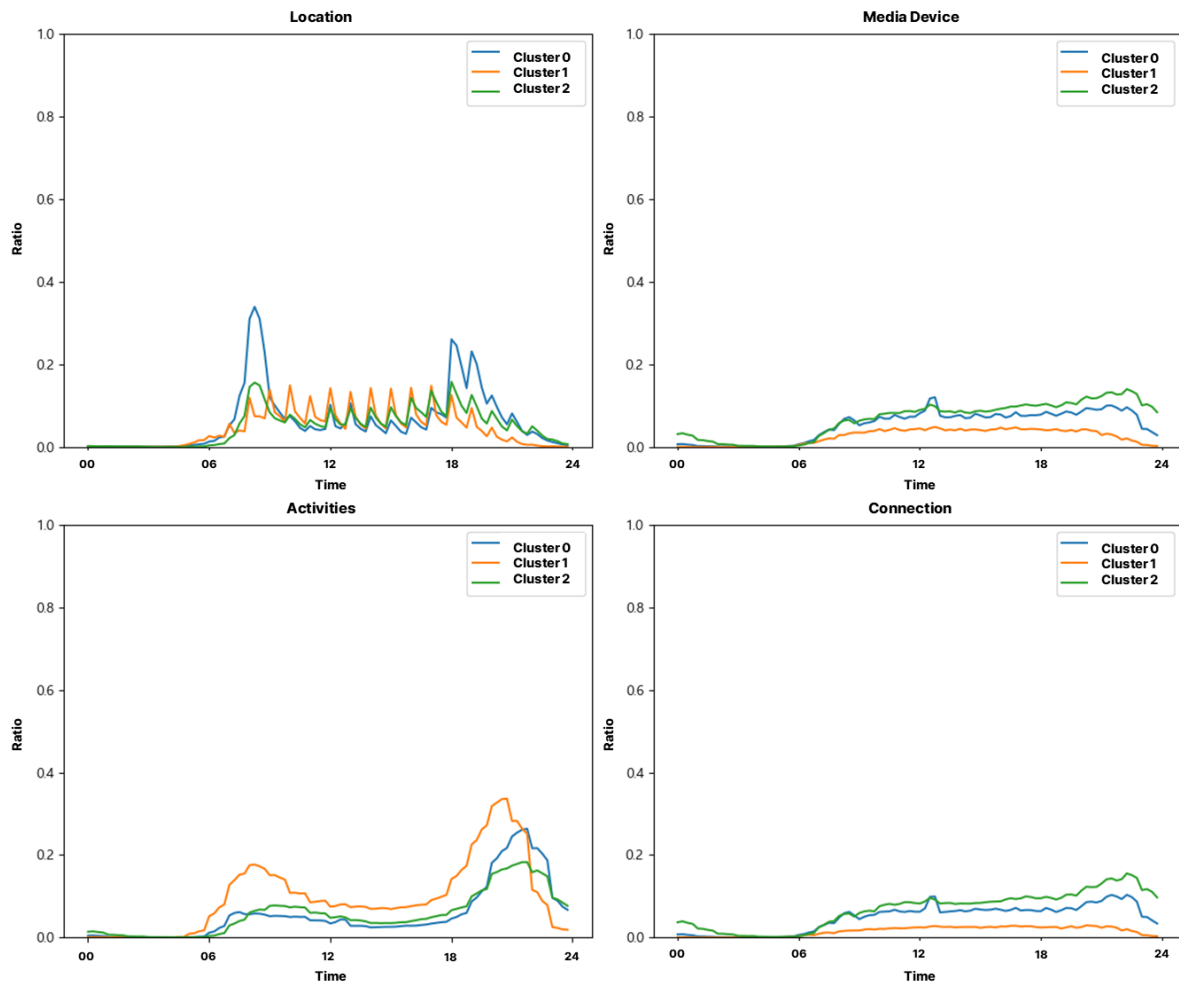 Location
1.0
0.8
0.6
0.4
0.2
0.0
Ratio
Cluster 0
Cluster 1
Cluster 2
00 06 12 18 24
Time
Media Device
1.0
0.8
0.6
0.4
0.2
0.0
Ratio
Cluster 0
Cluster 1
Cluster 2
00 06 12 18 24
Time
Activities
1.0
0.8
0.6
0.4
0.2
0.0
Ratio
Cluster 0
Cluster 1
Cluster 2
00 06 12 18 24
Time
Connection
1.0
0.8
0.6
0.4
0.2
0.0
Ratio
Cluster 0
Cluster 1
Cluster 2
00 06 12 18 24
Time